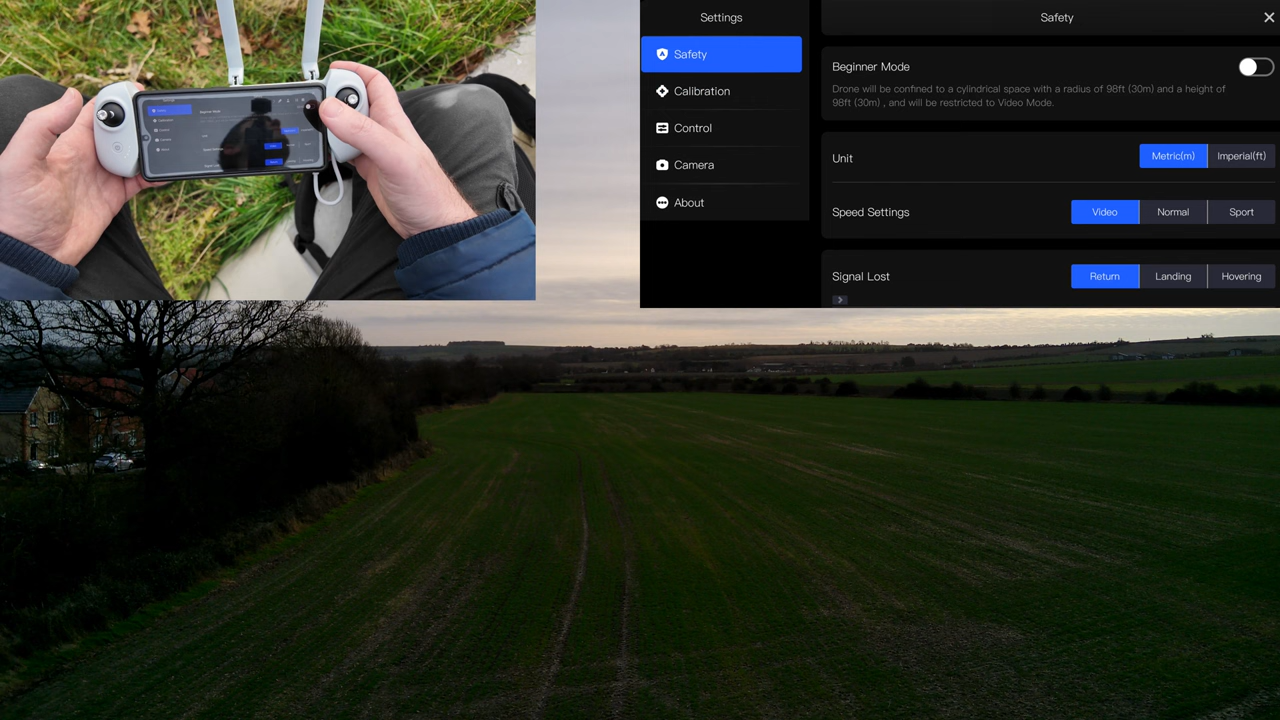 Settings
Safety
Calibration
Control
Camera
About
Safety
Beginner Mode
Drone will be confined to a cylindrical space with a radius of 98ft (30m) and a height of
98ft (30m) , and will be restricted to Video Mode.
Unit
Metric(m) Imperial(ft)
Speed Settings
Video Normal Sport
Signal Lost
Return Landing Hovering